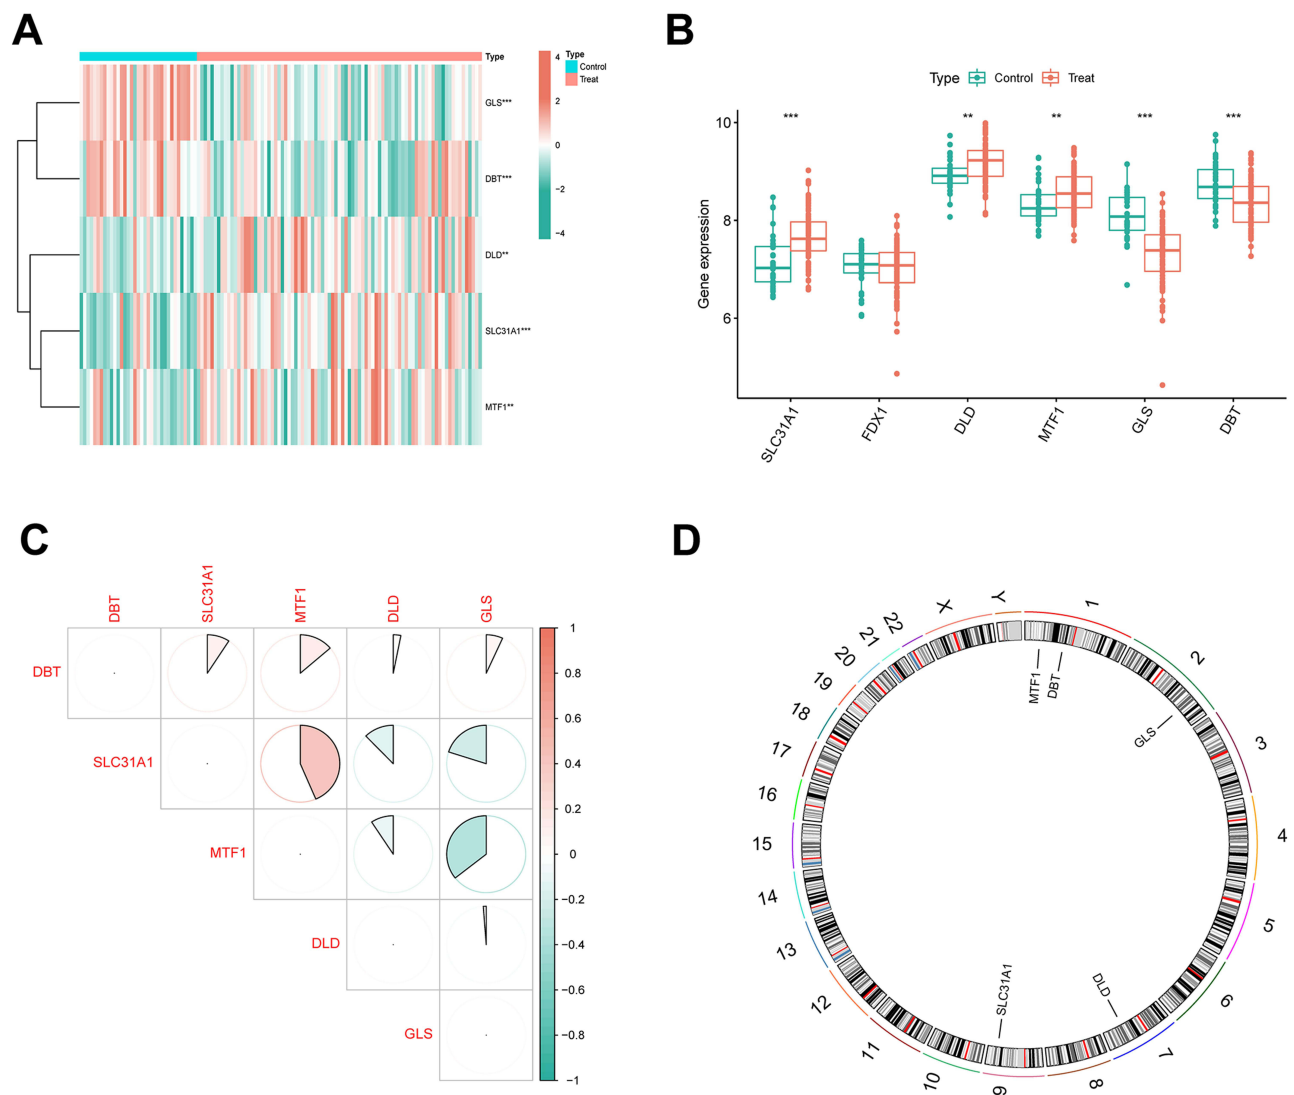 A
Type
GLS***
DBT***
DLD**
SLC31A1***
MTF1**
4
2
0
−2
−4
Type
Control
Treat
B
Type Control Treat
*** ** ** *** ***
Gene expression
10
8
6
SLC31A1
FDX1
DLD
MTF1
GLS
DBT
C
DBT
SLC31A1
MTF1
DLD
GLS
DBT
SLC31A1
MTF1
DLD
GLS
1
0.8
0.6
0.4
0.2
0
−0.2
−0.4
−0.6
−0.8
−1
D
1
2
3
4
5
6
7
8
9
10
11
12
13
14
15
16
17
18
19
20
21
22
X
Y
MTF1
DBT
GLS
DLD
SLC31A1